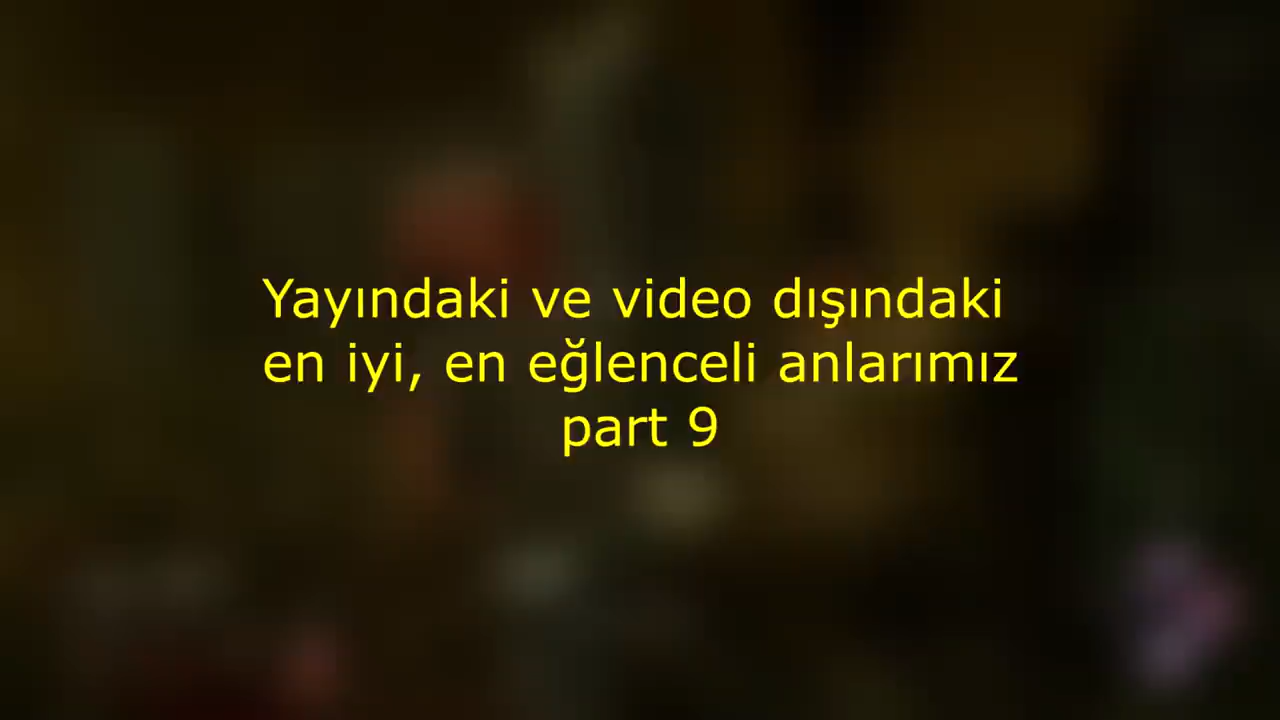 Yayındaki ve video dışındaki
en iyi, en eğlenceli anlarımız
part 9